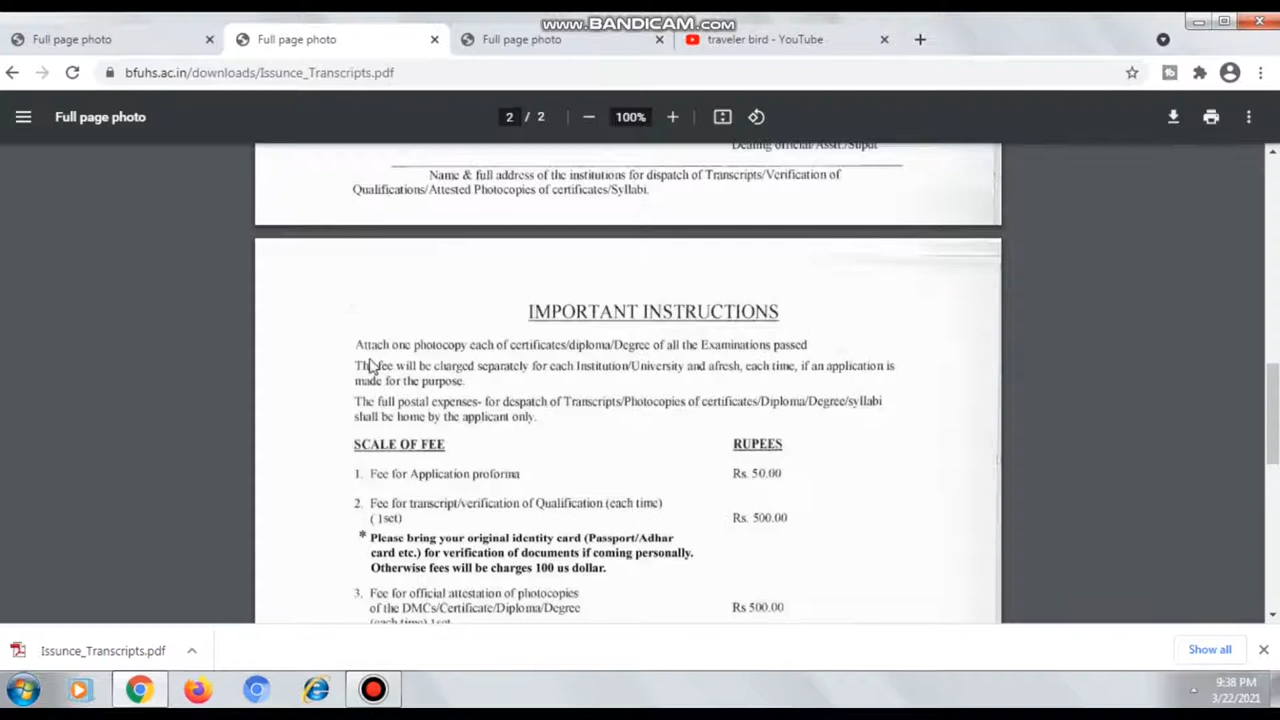 www.BANDICAM.com
Full page photo
Full page photo
Full page photo
traveler bird - YouTube
bfuhs.ac.in/downloads/Issunce_Transcripts.pdf
Full page photo
2 / 2
100%
Dealing official/Asstt./Supdt
Name & full address of the institutions for dispatch of Transcripts/Verification of
Qualifications/Attested Photocopies of certificates/Syllabi.
IMPORTANT INSTRUCTIONS
Attach one photocopy each of certificates/diploma/Degree of all the Examinations passed
The fee will be charged separately for each Institution/University and afresh, each time, if an application is
made for the purpose.
The full postal expenses- for despatch of Transcripts/Photocopies of certificates/Diploma/Degree/syllabi
shall be home by the applicant only.
SCALE OF FEE RUPEES
1. Fee for Application proforma Rs. 50.00
2. Fee for transcript/verification of Qualification (each time)
( 1set) Rs. 500.00
* Please bring your original identity card (Passport/Adhar
card etc.) for verification of documents if coming personally.
Otherwise fees will be charges 100 us dollar.
3. Fee for official attestation of photocopies
of the DMCs/Certificate/Diploma/Degree Rs 500.00
(each time) 1set
Issunce_Transcripts.pdf
Show all
9:38 PM
3/22/2021